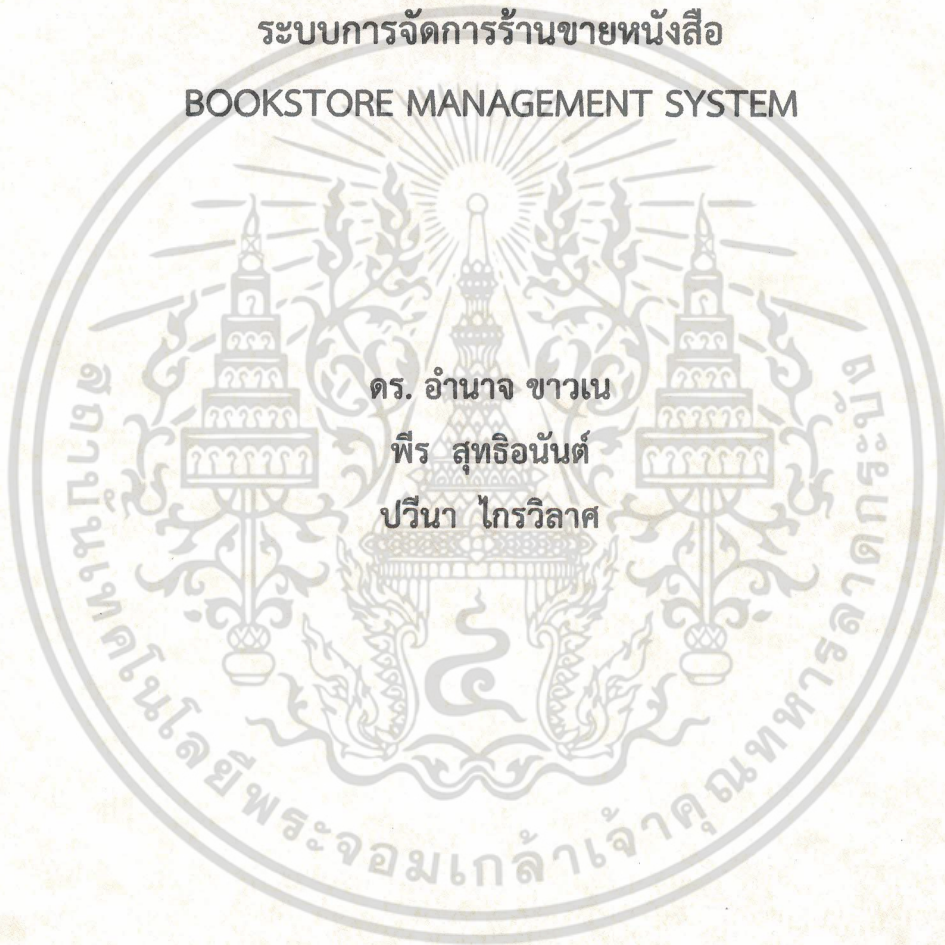 ระบบการจัดการร้านขายหนังสือ
BOOKSTORE MANAGEMENT SYSTEM
ดร. อำนาจ ขาวเน
พีร สุทธิอนันต์
ปวีนา ไกรวิลาศ
สถาบันเทคโนโลยีพระจอมเกล้าเจ้าคุณทหารลาดกระบัง
๔